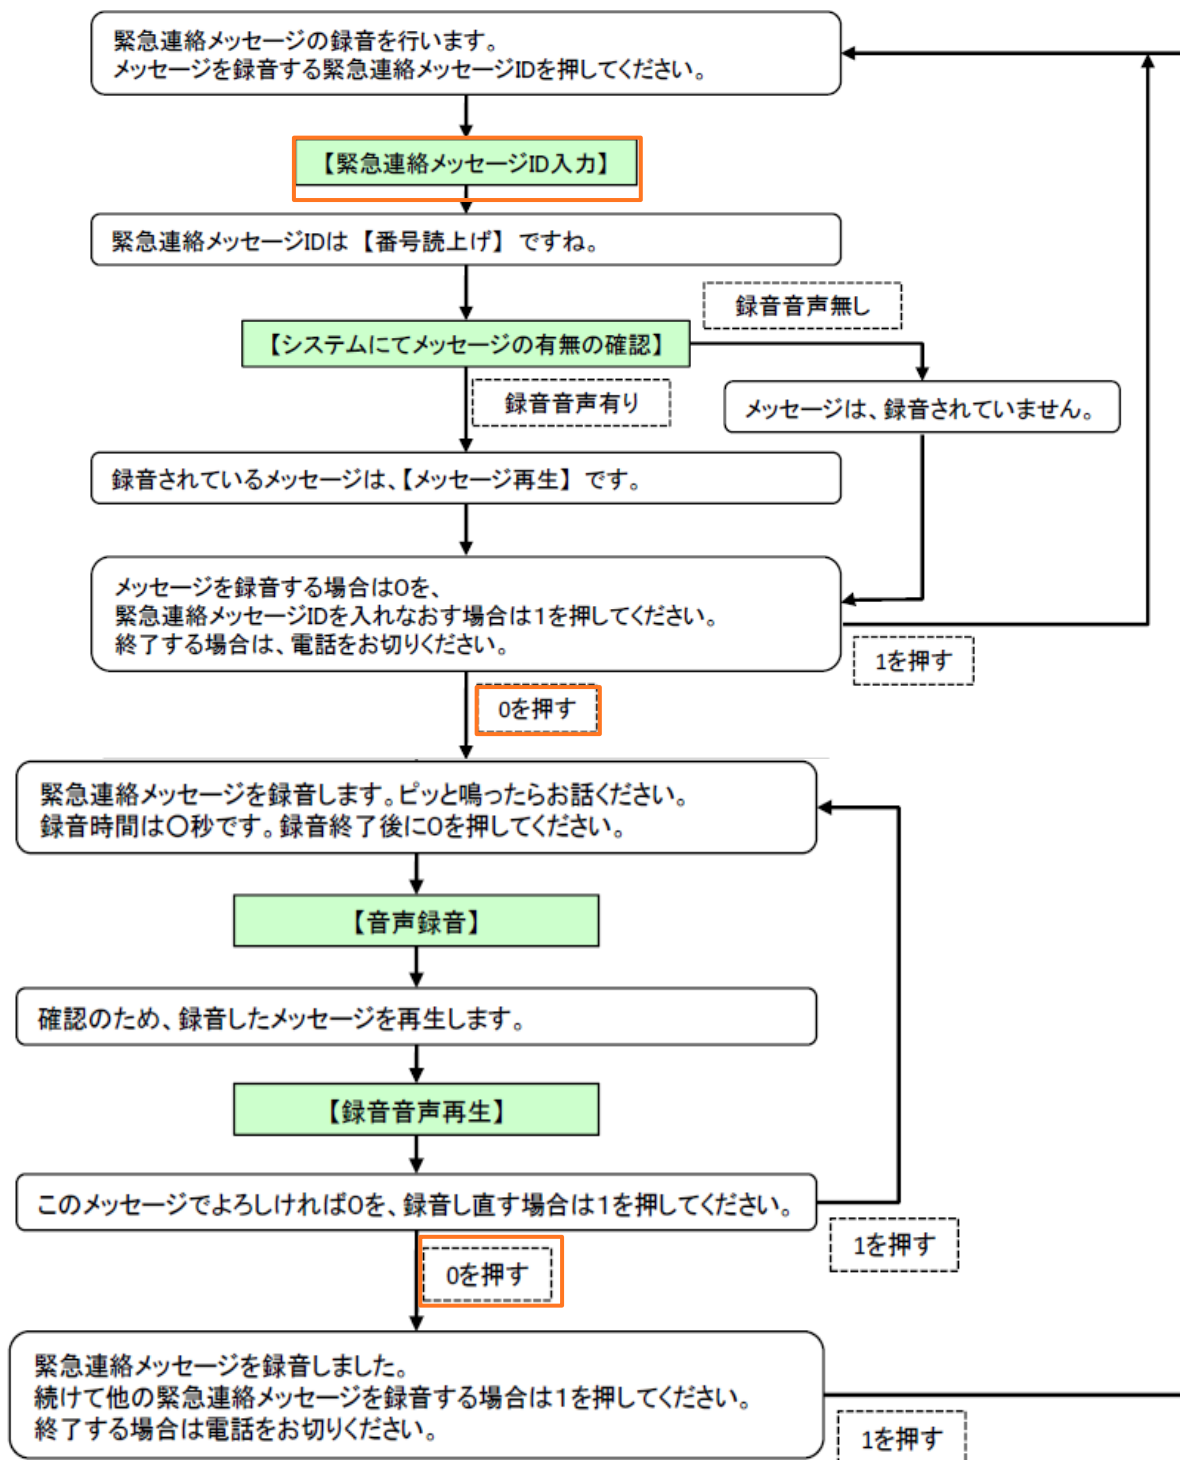 緊急連絡メッセージの録音を行います。
メッセージを録音する緊急連絡メッセージIDを押してください。
【緊急連絡メッセージID入力】
緊急連絡メッセージIDは【番号読上げ】ですね。
録音音声無し
【システムにてメッセージの有無の確認】
録音音声有り
メッセージは、録音されていません。
録音されているメッセージは、【メッセージ再生】です。
メッセージを録音する場合は0を、
緊急連絡メッセージIDを入れなおす場合は1を押してください。
終了する場合は、電話をお切りください。
1を押す
0を押す
緊急連絡メッセージを録音します。ピッと鳴ったらお話ください。
録音時間は〇秒です。録音終了後に0を押してください。
【音声録音】
確認のため、録音したメッセージを再生します。
【録音音声再生】
このメッセージでよろしければ0を、録音し直す場合は1を押してください。
1を押す
0を押す
緊急連絡メッセージを録音しました。
続けて他の緊急連絡メッセージを録音する場合は1を押してください。
終了する場合は電話をお切りください。
1を押す